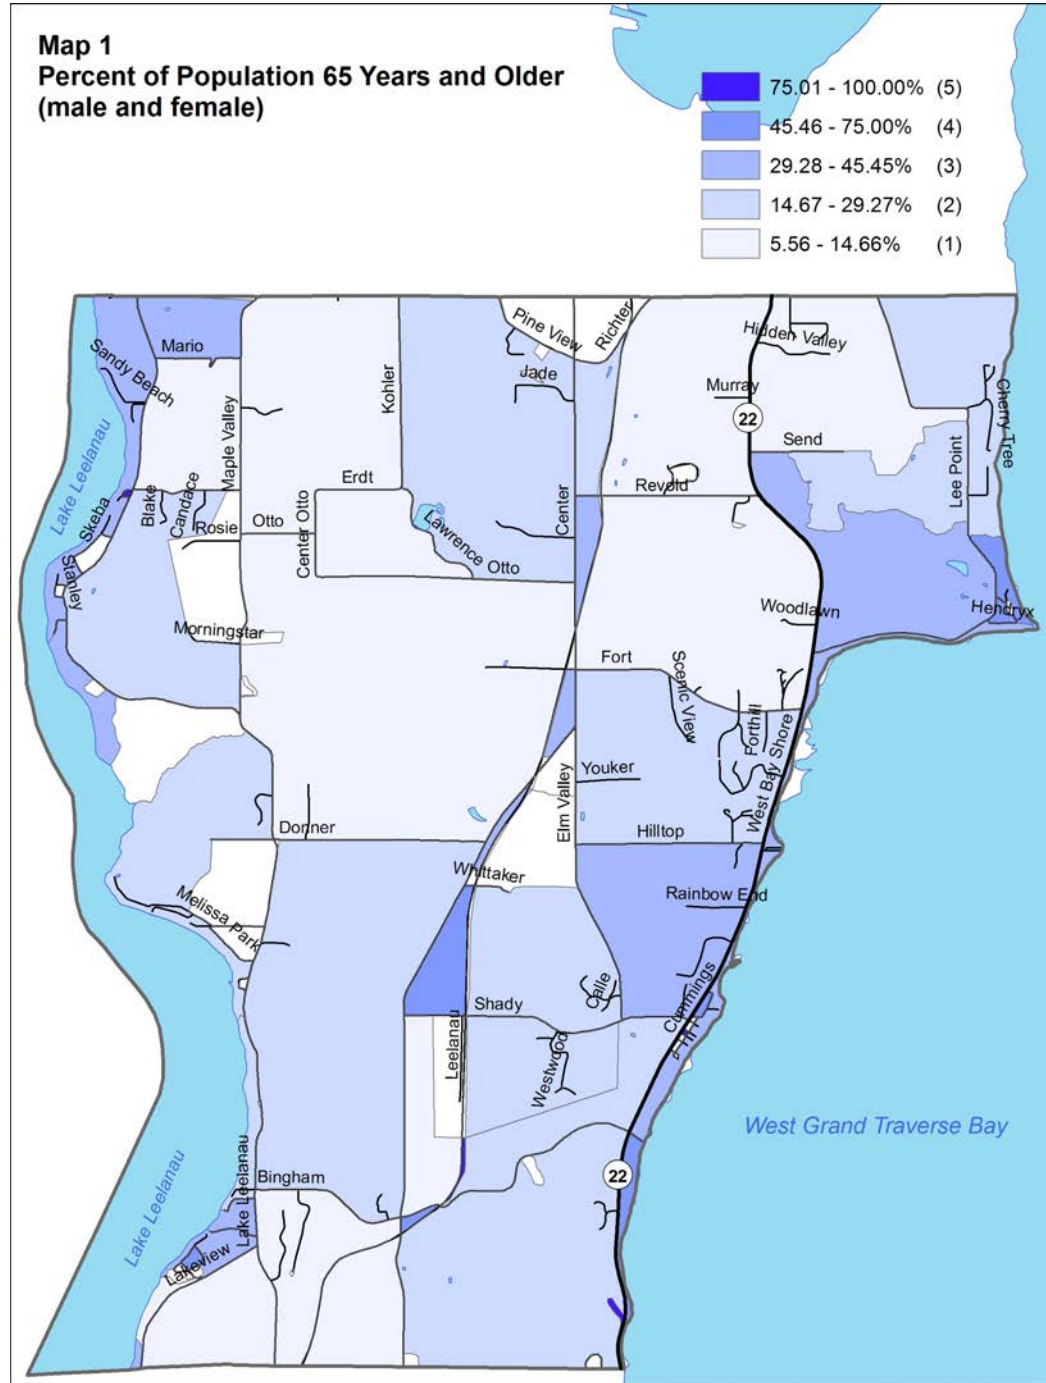 Map 1
Percent of Population 65 Years and Older
(male and female)
75.01 - 100.00% (5)
45.46 - 75.00% (4)
29.28 - 45.45% (3)
14.67 - 29.27% (2)
5.56 - 14.66% (1)
Pine View
Richter
Hidden Valley
Mario
Sandy Beach
Jade
Kohler
Murray
Cherry Tree
22
Maple Valley
Send
Lake Leelanau
Lee Point
Erdt
Revold
Skeba
Blake
Candace
Rosie
Otto
Center Otto
Lawrence
Otto
Center
Stanley
Woodlawn
Hendryx
Morningstar
Fort
Scenic View
Porthill
West Bay Shore
Youker
Elm Valley
Donner
Hilltop
Whittaker
Rainbow End
Melissa Park
Calle
Cummings
Shady
Leelanau
Westwood
West Grand Traverse Bay
Lake Leelanau
Bingham
22
Lake Leelanau
Lakeview